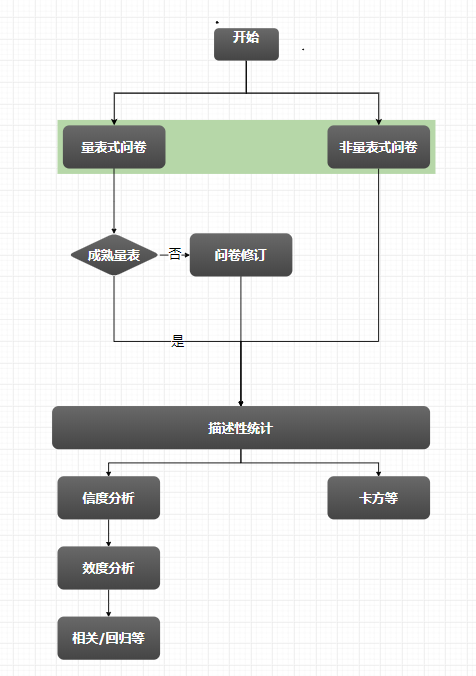 开始
量表式问卷
非量表式问卷
成熟量表
否
问卷修订
是
描述性统计
信度分析
卡方等
效度分析
相关/回归等